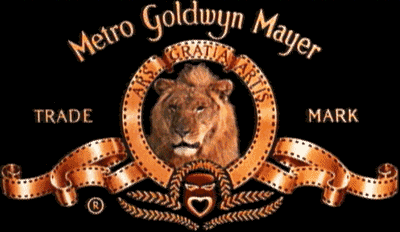 Metro Goldwyn Mayer
ARS GRATIA ARTIS
TRADE MARK
®